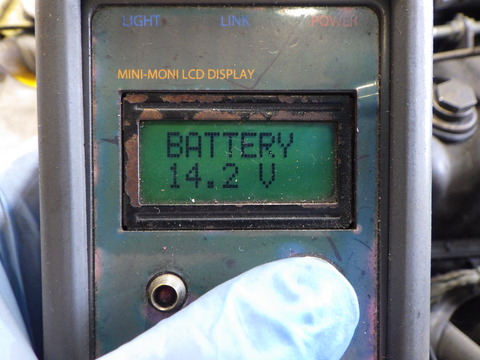 LIGHT LINK POWER
MINI-MONI LCD DISPLAY
BATTERY
14.2 V